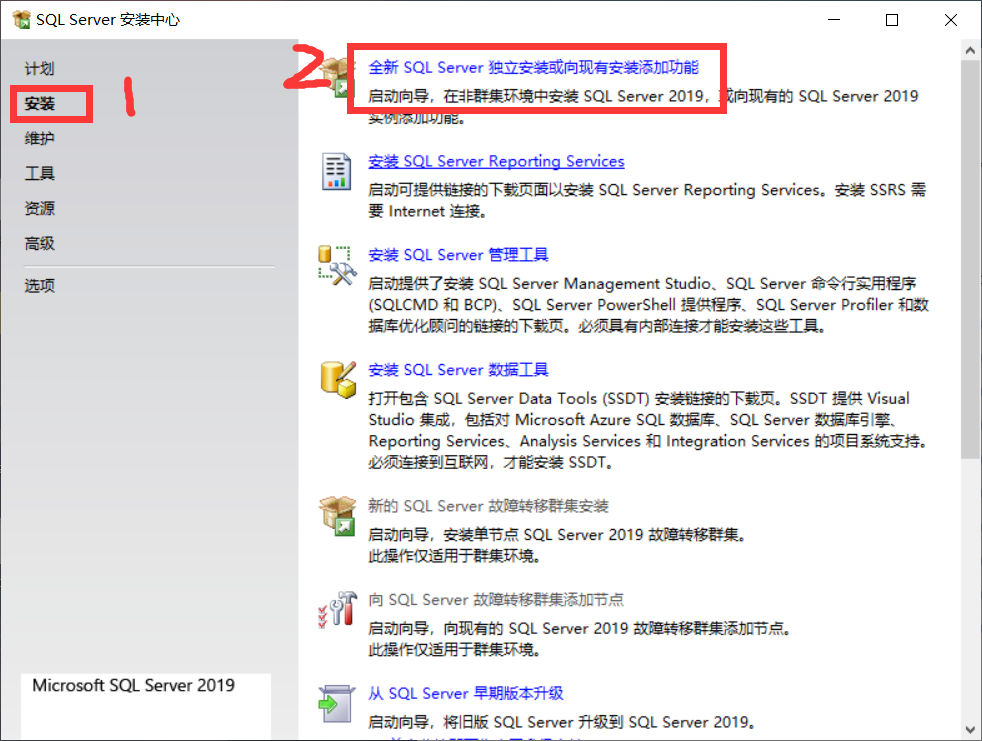 SQL Server 安装中心
计划
安装
维护
工具
资源
高级
选项
Microsoft SQL Server 2019
1
2
全新 SQL Server 独立安装或向现有安装添加功能
启动向导，在非群集环境中安装 SQL Server 2019，或向现有的 SQL Server 2019
实例添加功能。
安装 SQL Server Reporting Services
启动可提供链接的下载页面以安装 SQL Server Reporting Services。安装 SSRS 需
要 Internet 连接。
安装 SQL Server 管理工具
启动提供了安装 SQL Server Management Studio、SQL Server 命令行实用程序
(SQLCMD 和 BCP)、SQL Server PowerShell 提供程序、SQL Server Profiler 和数
据库优化顾问的链接的下载页。必须具有内部连接才能安装这些工具。
安装 SQL Server 数据工具
打开包含 SQL Server Data Tools (SSDT) 安装链接的下载页。SSDT 提供 Visual
Studio 集成，包括对 Microsoft Azure SQL 数据库、SQL Server 数据库引擎、
Reporting Services、Analysis Services 和 Integration Services 的项目系统支持。
必须连接到互联网，才能安装 SSDT。
新的 SQL Server 故障转移群集安装
启动向导，安装单节点 SQL Server 2019 故障转移群集。
此操作仅适用于群集环境。
向 SQL Server 故障转移群集添加节点
启动向导，向现有的 SQL Server 2019 故障转移群集添加节点。
此操作仅适用于群集环境。
从 SQL Server 早期版本升级
启动向导，将旧版 SQL Server 升级到 SQL Server 2019。